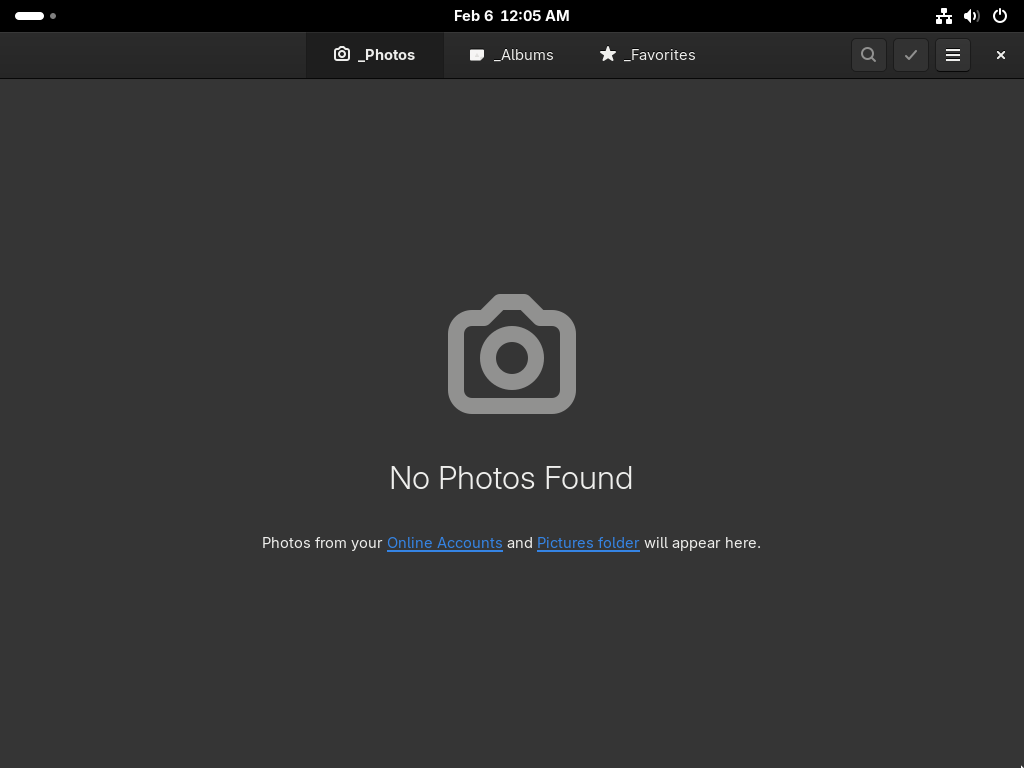 Feb 6 12:05 AM
_Photos
_Albums
_Favorites
No Photos Found
Photos from your Online Accounts and Pictures folder will appear here.